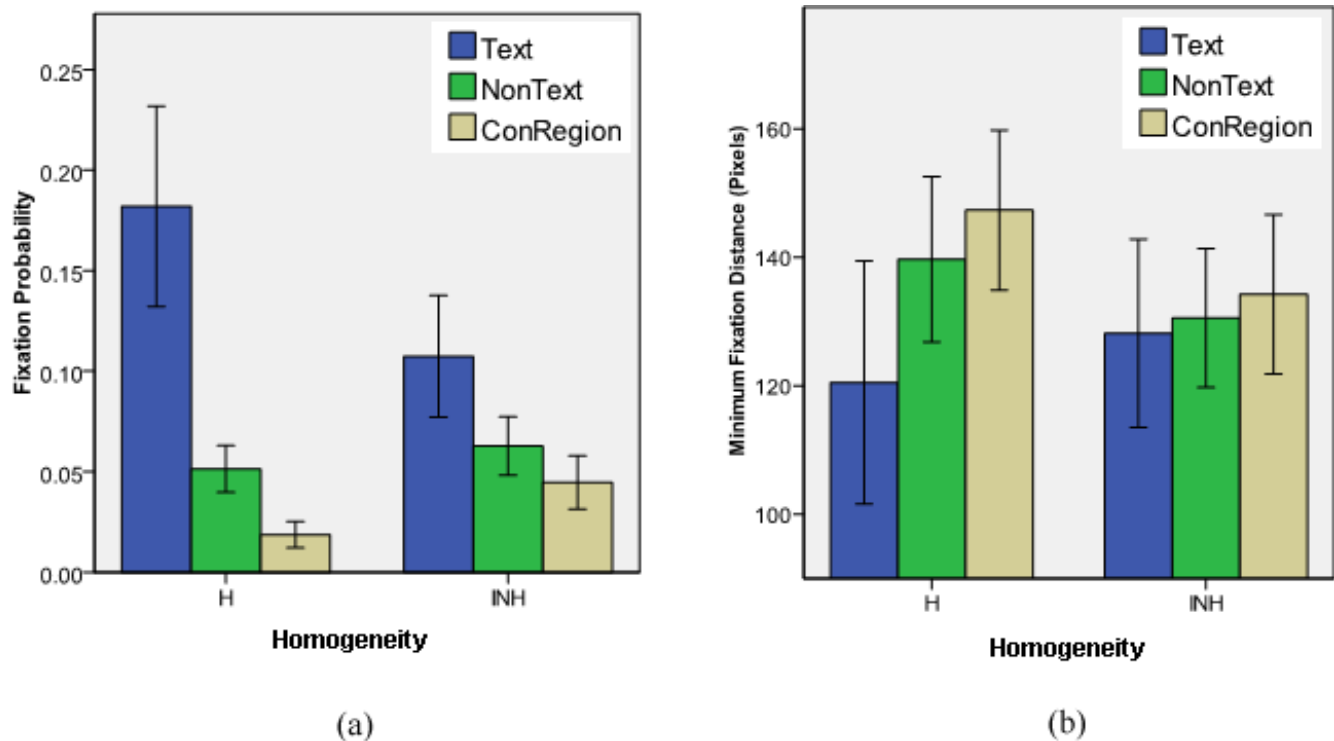 Text
NonText
ConRegion
Fixation Probability
0.25
0.20
0.15
0.10
0.05
0.00
H
INH
Homogeneity
(a)
Text
NonText
ConRegion
Minimum Fixation Distance (Pixels)
160
140
120
100
H
INH
Homogeneity
(b)